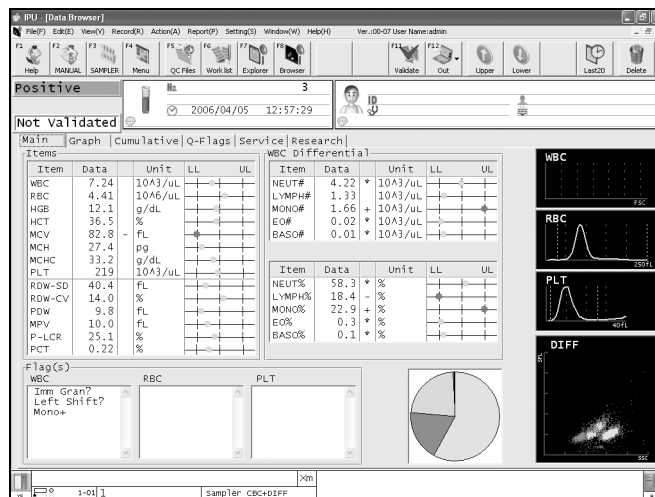 IPU - [Data Browser]
File(F) Edit(E) View(V) Record(R) Action(A) Report(P) Setting(S) Window(W) Help(H) Ver.:00-07 User Name:admin
F1 F2 F3 F4 F5 F6 F7 F8 F11 F12
Help MANUAL SAMPLER Menu QC Files Work list Explorer Browser Validate Out Upper Lower Last20 Delete
Positive
No. 3
ID
2006/04/05 12:57:29
Not Validated
Main Graph Cumulative Q-Flags Service Research
Items
Item Data Unit LL UL
WBC 7.24 10^3/uL
RBC 4.41 10^6/uL
HGB 12.1 g/dL
HCT 36.5 %
MCV 82.8 - fL
MCH 27.4 pg
MCHC 33.2 g/dL
PLT 219 10^3/uL
RDW-SD 40.4 fL
RDW-CV 14.0 %
PDW 9.8 fL
MPV 10.0 fL
P-LCR 25.1 %
PCT 0.22 %
WBC Differential
Item Data Unit LL UL
NEUT# 4.22 * 10^3/uL
LYMPH# 1.33 10^3/uL
MONO# 1.66 + 10^3/uL
EO# 0.02 * 10^3/uL
BASO# 0.01 * 10^3/uL
Item Data Unit LL UL
NEUT% 58.3 * %
LYMPH% 18.4 - %
MONO% 22.9 + %
EO% 0.3 * %
BASO% 0.1 * %
WBC
FSC
RBC
250fL
PLT
40fL
DIFF
SFL
SSC
Flag(s)
WBC RBC PLT
Imm Gran?
Left Shift?
Mono+
Xm
1-01 1 Sampler CBC+DIFF